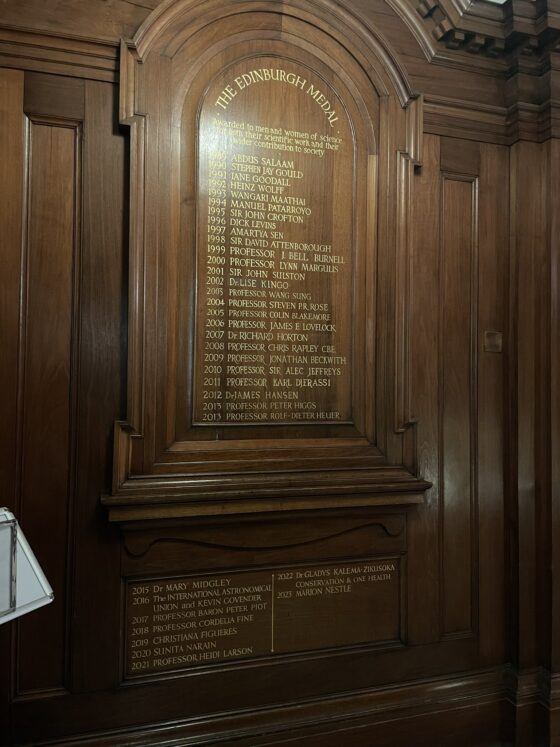 THE EDINBURGH MEDAL
Awarded to men and women of science
for both their scientific work and their
wider contribution to society
1989 ABDUS SALAAM
1990 STEPHEN JAY GOULD
1991 JANE GOODALL
1992 HEINZ WOLFF
1993 WANGARI MAATHAI
1994 MANUEL PATARROYO
1995 SIR JOHN CROFTON
1996 DICK LEVINS
1997 AMARTYA SEN
1998 SIR DAVID ATTENBOROUGH
1999 PROFESSOR J. BELL BURNELL
2000 PROFESSOR LYNN MARGULIS
2001 SIR JOHN SULSTON
2002 Dr LISE KINGO
2003 PROFESSOR WANG SUNG
2004 PROFESSOR STEVEN P.R. ROSE
2005 PROFESSOR COLIN BLAKEMORE
2006 PROFESSOR JAMES E LOVELOCK
2007 Dr RICHARD HORTON
2008 PROFESSOR CHRIS RAPLEY CBE
2009 PROFESSOR JONATHAN BECKWITH
2010 PROFESSOR SIR ALEC JEFFREYS
2011 PROFESSOR KARL DJERASSI
2012 Dr JAMES HANSEN
2013 PROFESSOR PETER HIGGS
2013 PROFESSOR ROLF-DIETER HEUER
2015 Dr MARY MIDGLEY
2016 The INTERNATIONAL ASTRONOMICAL
UNION and KEVIN GOVENDER
2017 PROFESSOR BARON PETER PIOT
2018 PROFESSOR CORDELIA FINE
2019 CHRISTIANA FIGUERES
2020 SUNITA NARAIN
2021 PROFESSOR HEIDI LARSON
2022 Dr GLADYS KALEMA-ZIKUSOKA
CONSERVATION & ONE HEALTH
2023 MARION NESTLE